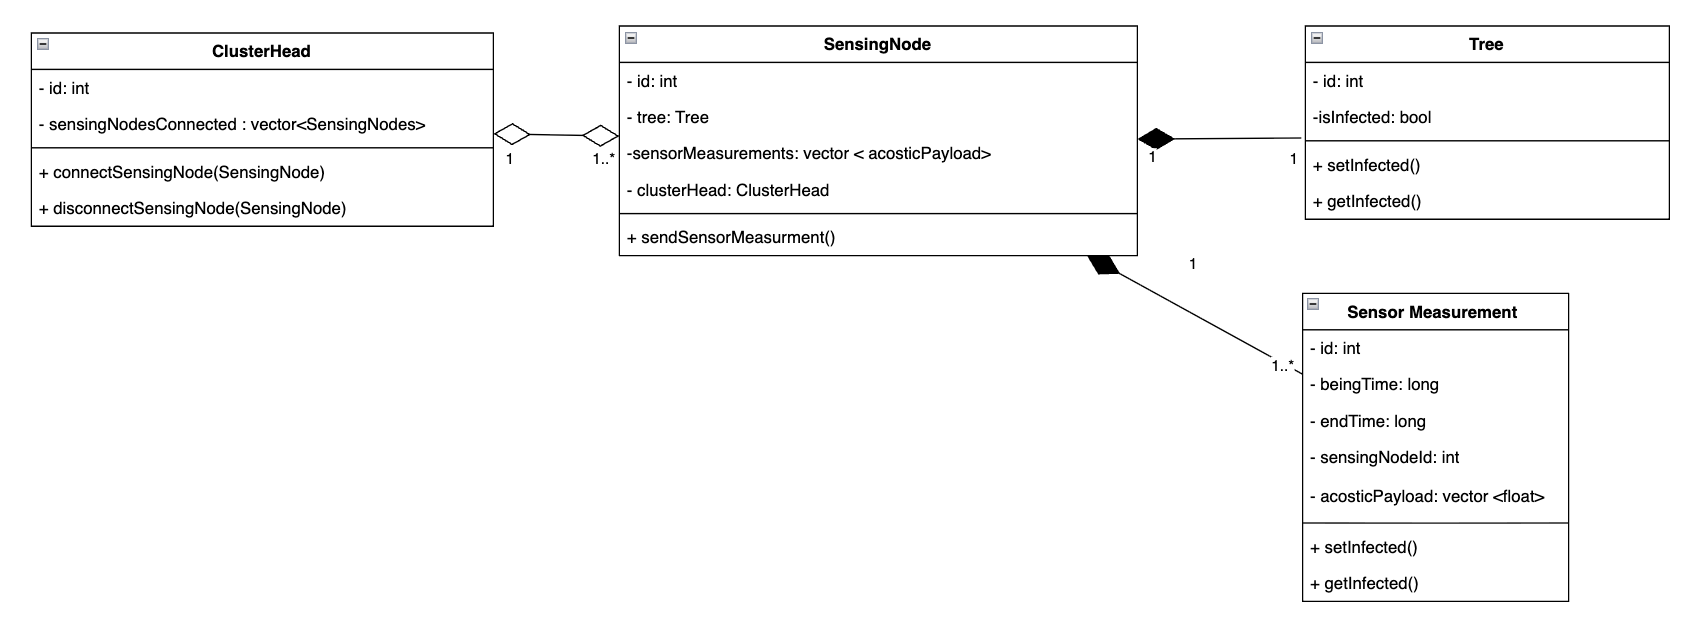 ClusterHead
- id: int
- sensingNodesConnected : vector<SensingNodes>
+ connectSensingNode(SensingNode)
+ disconnectSensingNode(SensingNode)
1
1..*
SensingNode
- id: int
- tree: Tree
-sensorMeasurements: vector < acosticPayload>
- clusterHead: ClusterHead
+ sendSensorMeasurment()
1
1
Tree
- id: int
-isInfected: bool
+ setInfected()
+ getInfected()
1
1..*
Sensor Measurement
- id: int
- beingTime: long
- endTime: long
- sensingNodeId: int
- acosticPayload: vector <float>
+ setInfected()
+ getInfected()